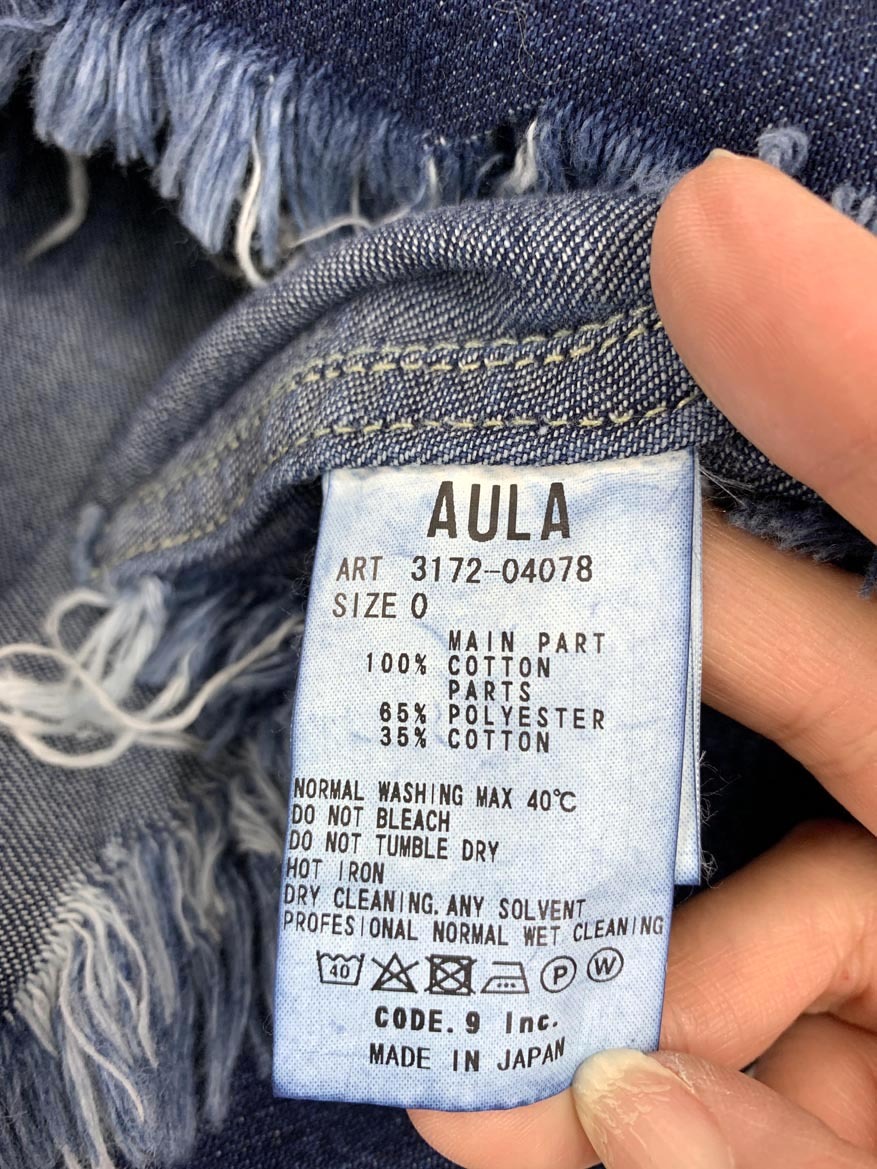 AULA
ART 3172-04078
SIZE 0
MAIN PART
100% COTTON
PARTS
65% POLYESTER
35% COTTON
NORMAL WASHING MAX 40℃
DO NOT BLEACH
DO NOT TUMBLE DRY
HOT IRON
DRY CLEANING. ANY SOLVENT
PROFESIONAL NORMAL WET CLEANING
40 P W
CODE. 9 Inc.
MADE IN JAPAN